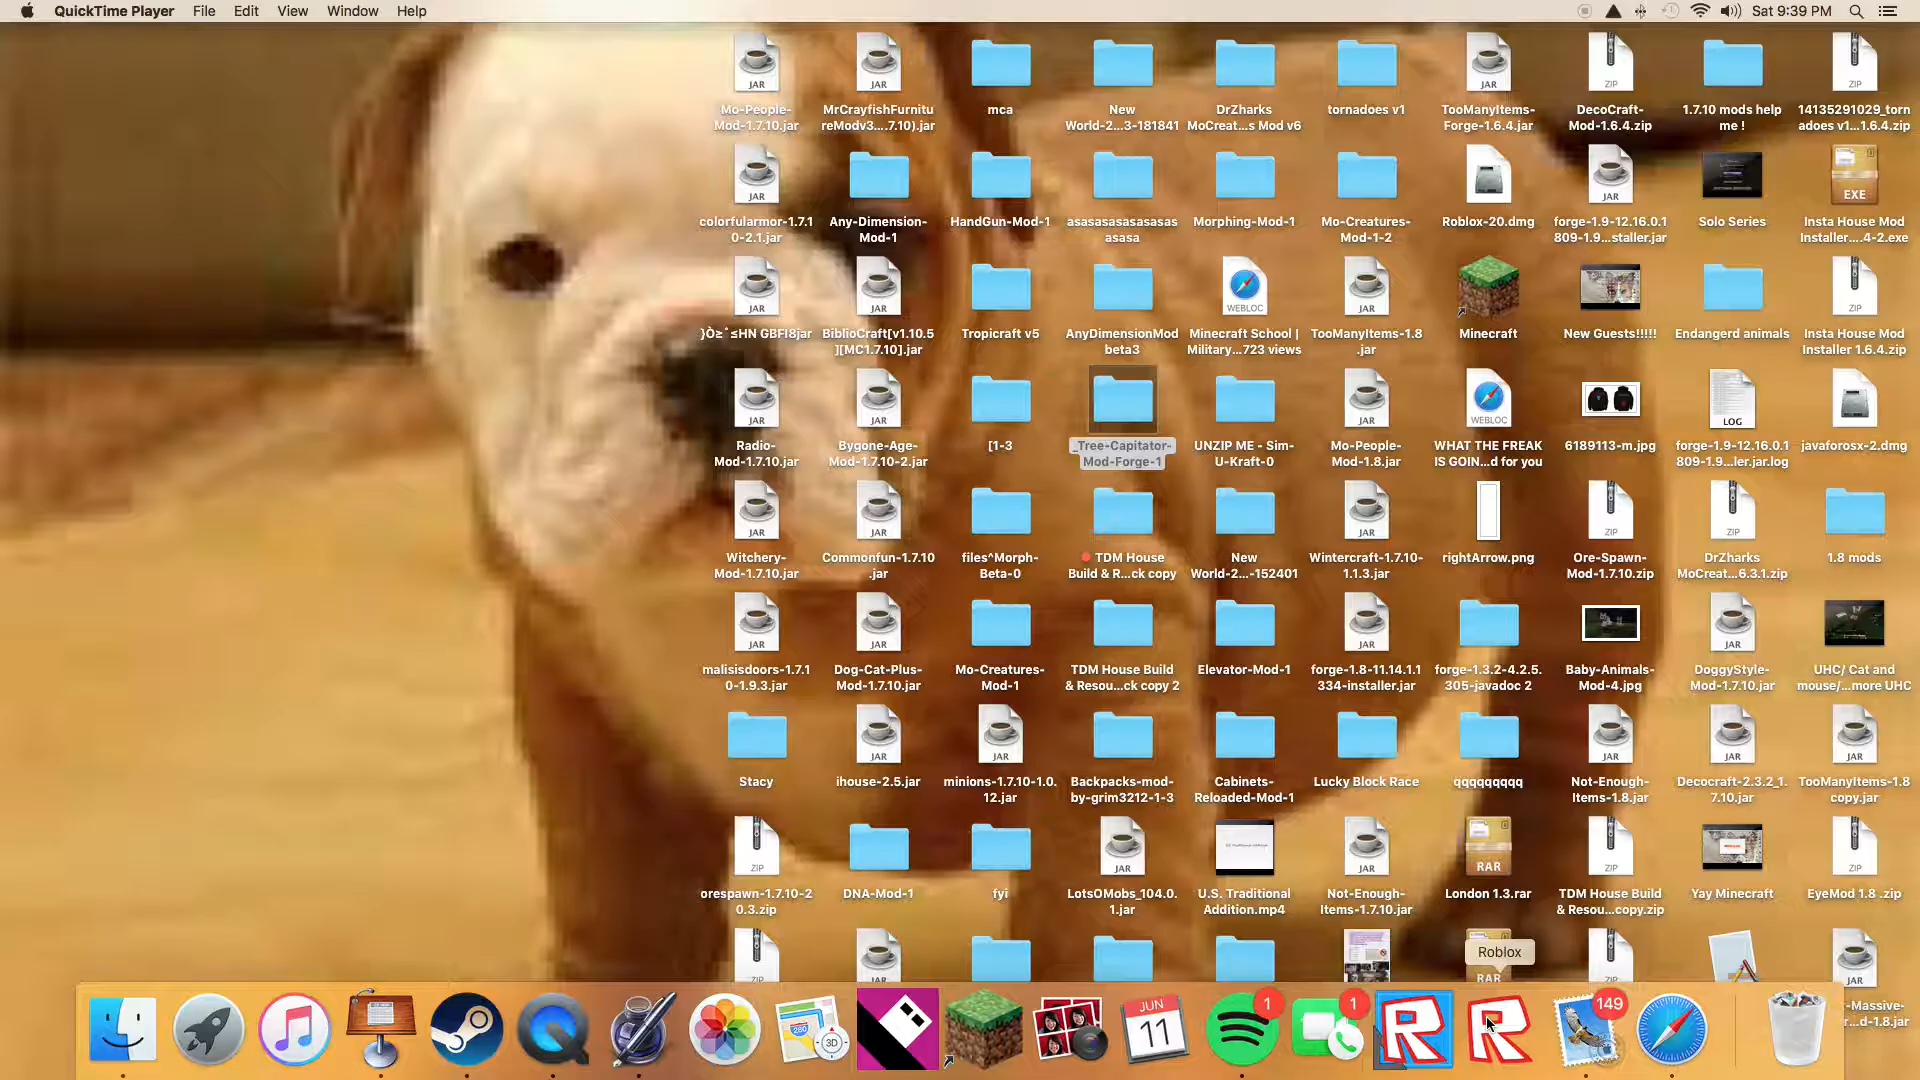 QuickTime Player File Edit View Window Help Sat 9:39 PM
Mo-People-
Mod-1.7.10.jar
MrCrayfishFurnitu
reModv3....7.10).jar
mca
New
World-2...3-181841
DrZharks
MoCreat...s Mod v6
tornadoes v1
TooManyItems-
Forge-1.6.4.jar
DecoCraft-
Mod-1.6.4.zip
1.7.10 mods help
me !
14135291029_torn
adoes v1...1.6.4.zip
colorfularmor-1.7.1
0-2.1.jar
Any-Dimension-
Mod-1
HandGun-Mod-1
asasasasasasasas
asasa
Morphing-Mod-1
Mo-Creatures-
Mod-1-2
Roblox-20.dmg
forge-1.9-12.16.0.1
809-1.9...staller.jar
Solo Series
Insta House Mod
Installer....4-2.exe
BiblioCraft[v1.10.5
][MC1.7.10].jar
Tropicraft v5
AnyDimensionMod
beta3
Minecraft School |
Military...723 views
TooManyItems-1.8
.jar
Minecraft
New Guests!!!!!
Endangerd animals
Insta House Mod
Installer 1.6.4.zip
Radio-
Mod-1.7.10.jar
Bygone-Age-
Mod-1.7.10-2.jar
[1-3
_Tree-Capitator-
Mod-Forge-1
UNZIP ME - Sim-
U-Kraft-0
Mo-People-
Mod-1.8.jar
WHAT THE FREAK
IS GOIN...d for you
6189113-m.jpg
forge-1.9-12.16.0.1
809-1.9...ler.jar.log
javaforosx-2.dmg
Witchery-
Mod-1.7.10.jar
Commonfun-1.7.10
.jar
files^Morph-
Beta-0
TDM House
Build & R...ck copy
New
World-2...-152401
Wintercraft-1.7.10-
1.1.3.jar
rightArrow.png
Ore-Spawn-
Mod-1.7.10.zip
DrZharks
MoCreat...6.3.1.zip
1.8 mods
malisisdoors-1.7.1
0-1.9.3.jar
Dog-Cat-Plus-
Mod-1.7.10.jar
Mo-Creatures-
Mod-1
TDM House Build
& Resou...ck copy 2
Elevator-Mod-1
forge-1.8-11.14.1.1
334-installer.jar
forge-1.3.2-4.2.5.
305-javadoc 2
Baby-Animals-
Mod-4.jpg
DoggyStyle-
Mod-1.7.10.jar
UHC/ Cat and
mouse/...more UHC
Stacy
ihouse-2.5.jar
minions-1.7.10-1.0.
12.jar
Backpacks-mod-
by-grim3212-1-3
Cabinets-
Reloaded-Mod-1
Lucky Block Race
qqqqqqqqq
Not-Enough-
Items-1.8.jar
Decocraft-2.3.2_1.
7.10.jar
TooManyItems-1.8
copy.jar
orespawn-1.7.10-2
0.3.zip
DNA-Mod-1
fyi
LotsOMobs_104.0.
1.jar
U.S. Traditional
Addition.mp4
Not-Enough-
Items-1.7.10.jar
London 1.3.rar
TDM House Build
& Resou...copy.zip
Yay Minecraft
EyeMod 1.8 .zip
Roblox
-Massive-
...d-1.8.jar
JUN
11
1
1
149
280
3D